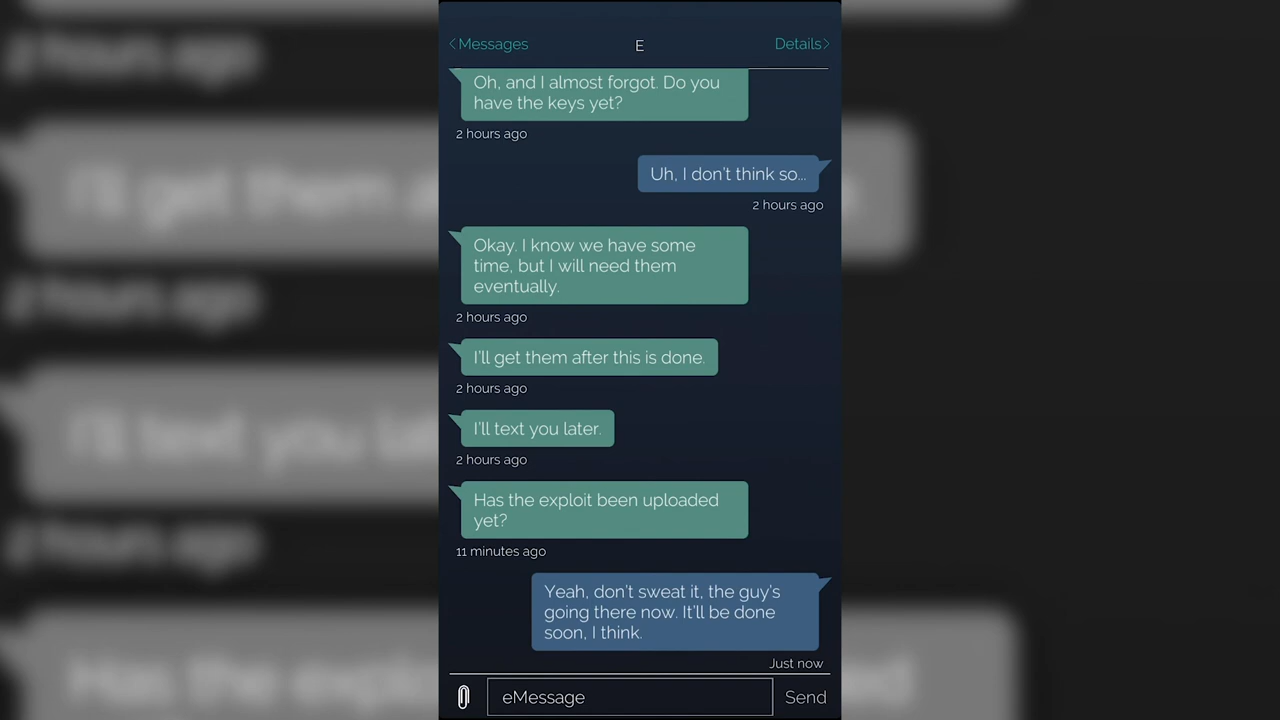 Messages
E
Details
Oh, and I almost forgot. Do you
have the keys yet?
2 hours ago
Uh, I don't think so...
2 hours ago
Okay. I know we have some
time, but I will need them
eventually.
2 hours ago
I'll get them after this is done.
2 hours ago
I'll text you later.
2 hours ago
Has the exploit been uploaded
yet?
11 minutes ago
Yeah, don't sweat it, the guy's
going there now. It'll be done
soon, I think.
Just now
eMessage
Send